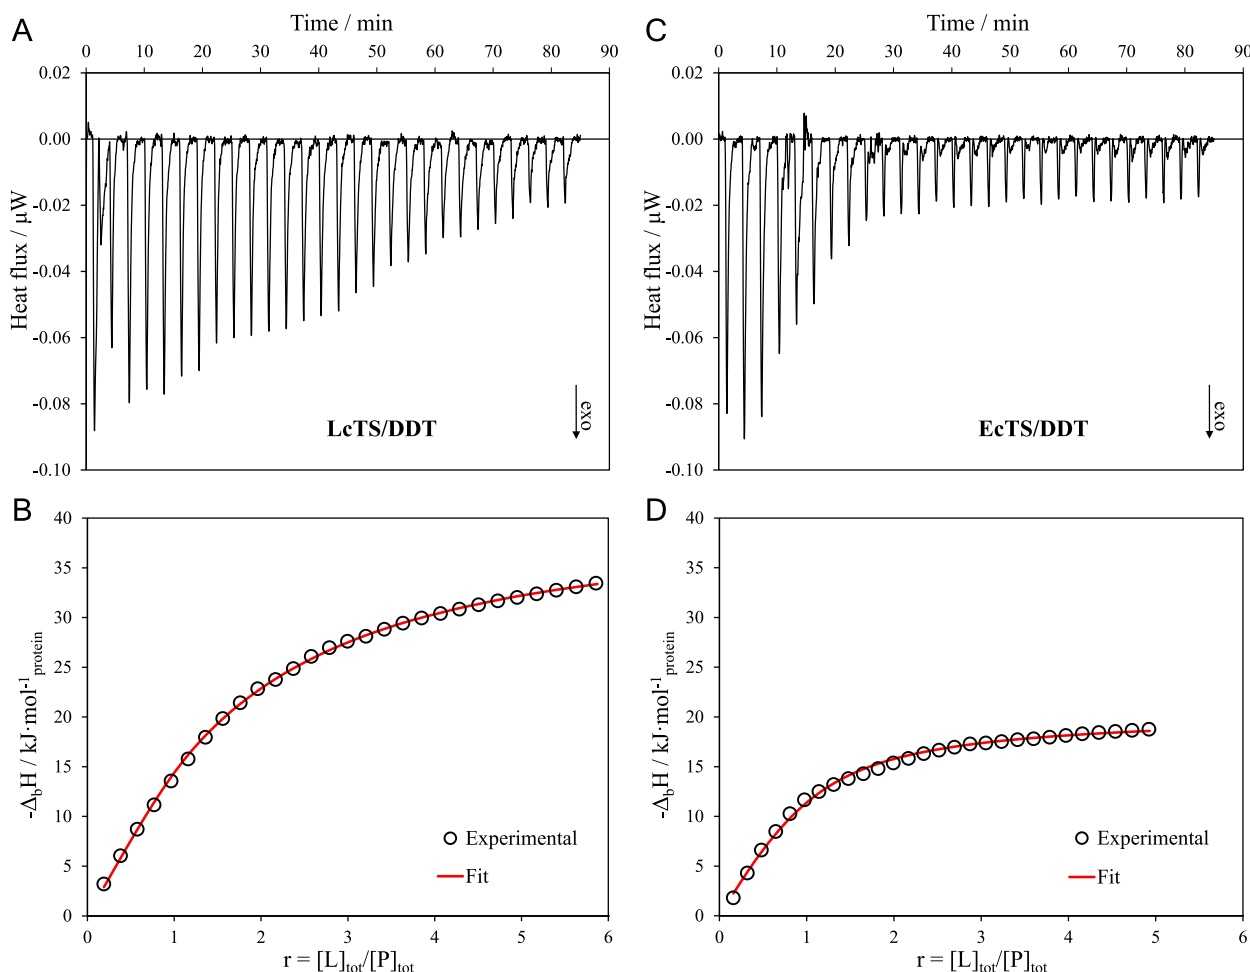 A
Time / min
0 10 20 30 40 50 60 70 80 90
0.02
0.00
-0.02
-0.04
-0.06
-0.08
-0.10
Heat flux / μW
LcTS/DDT
exo
C
Time / min
0 10 20 30 40 50 60 70 80 90
0.02
0.00
-0.02
-0.04
-0.06
-0.08
-0.10
Heat flux / μW
EcTS/DDT
exo
B
40
35
30
25
20
15
10
5
0
-ΔbH / kJ·mol-1protein
Experimental
Fit
0 1 2 3 4 5 6
r = [L]tot/[P]tot
D
40
35
30
25
20
15
10
5
0
-ΔbH / kJ·mol-1protein
Experimental
Fit
0 1 2 3 4 5 6
r = [L]tot/[P]tot